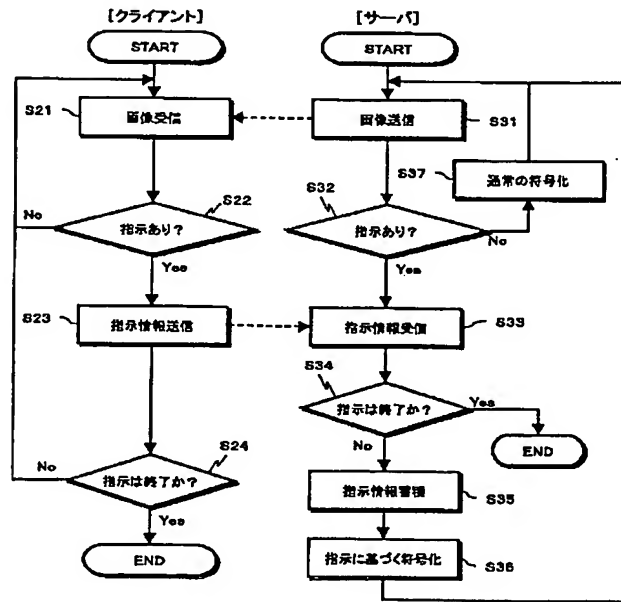 [クライアント]
START
S21
画像受信
S22
No
指示あり?
Yes
S23
指示情報送信
S24
No
指示は終了か?
Yes
END
[サーバ]
START
画像送信
S31
S37
通常の符号化
S32
指示あり?
No
Yes
指示情報受信
S33
S34
指示は終了か?
Yes
No
END
指示情報蓄積
S35
指示に基づく符号化
S36